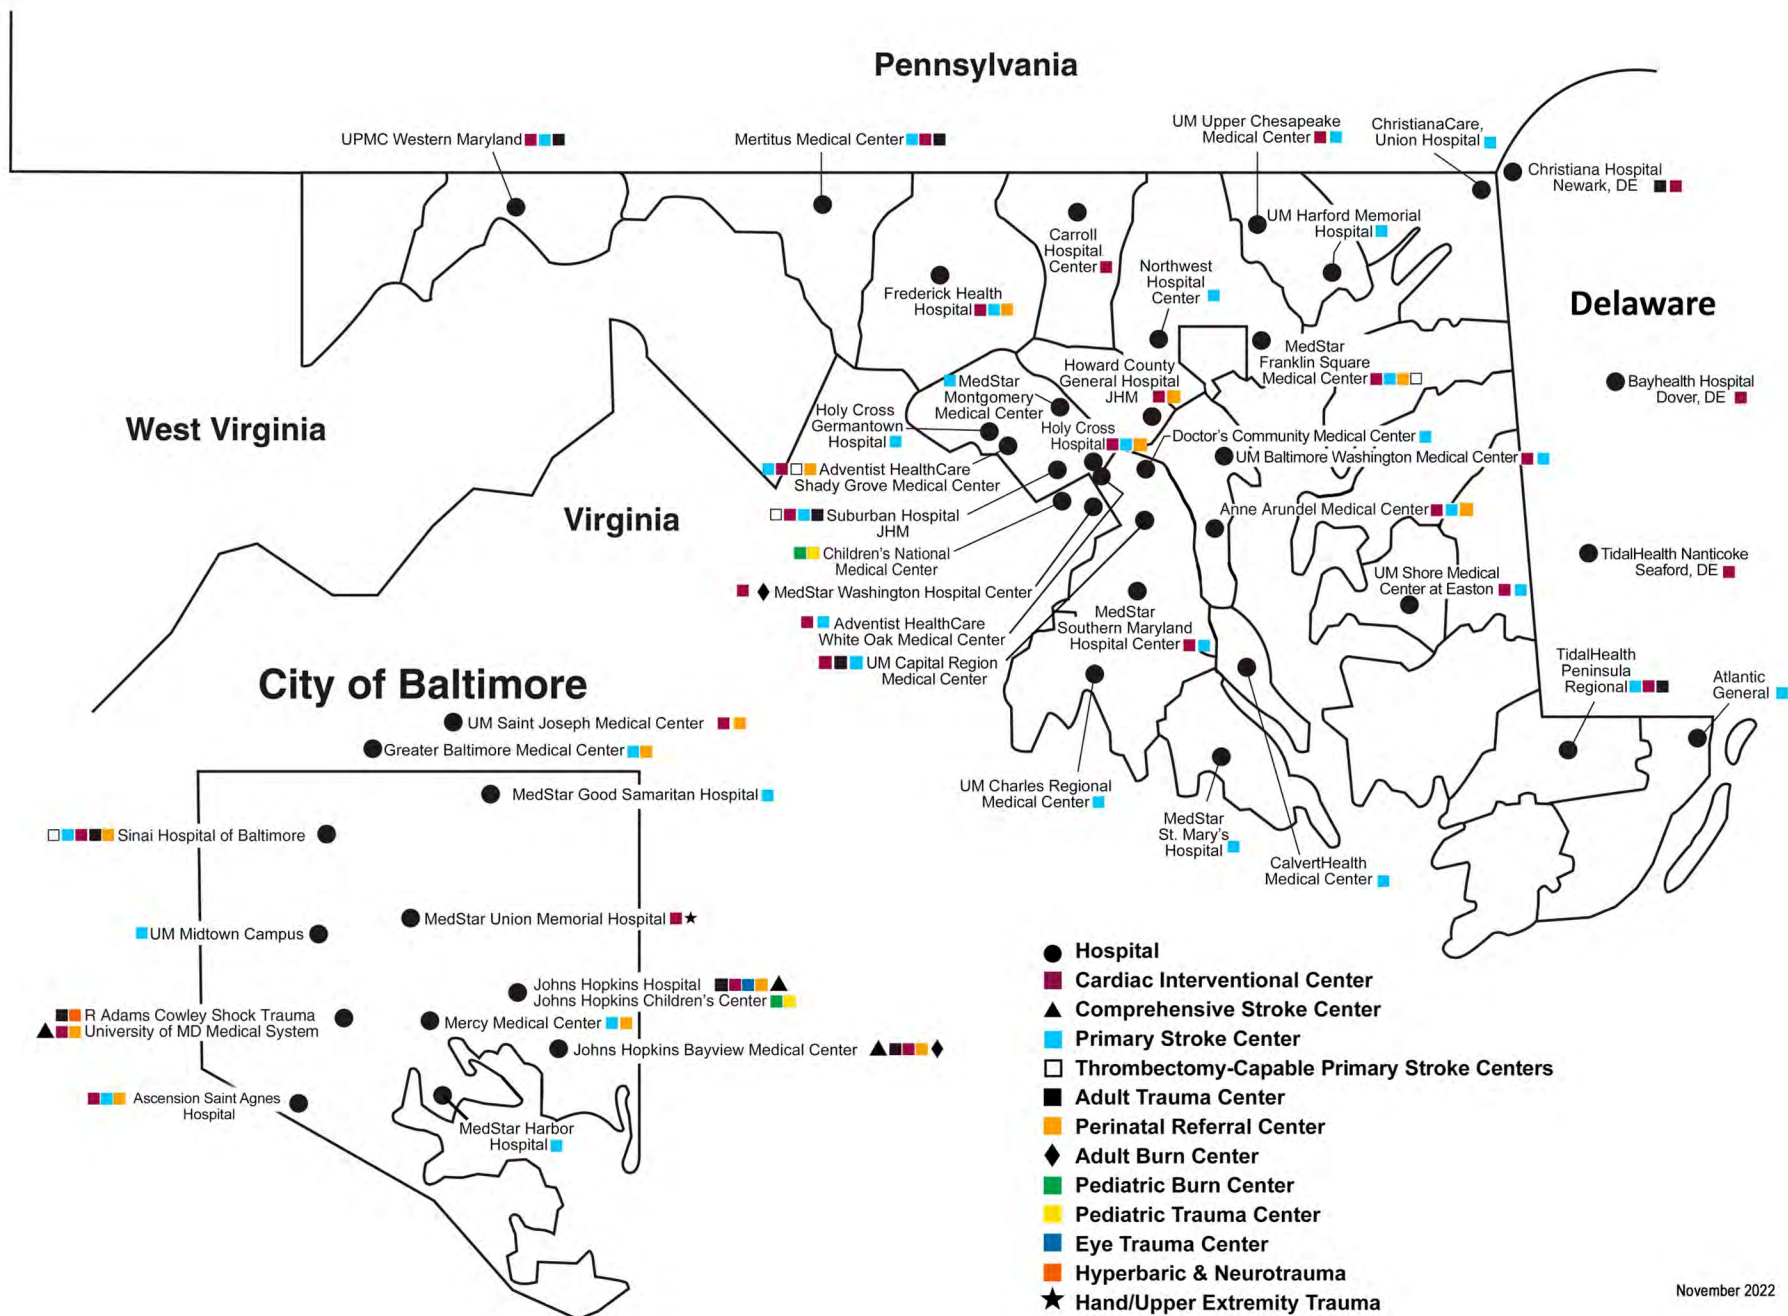 Pennsylvania
UPMC Western Maryland
Mertitus Medical Center
UM Upper Chesapeake
Medical Center
ChristianaCare,
Union Hospital
Christiana Hospital
Newark, DE
UM Harford Memorial
Hospital
Carroll
Hospital
Center
Northwest
Hospital
Center
Frederick Health
Hospital
Delaware
MedStar
Franklin Square
Medical Center
Howard County
General Hospital
JHM
MedStar
Montgomery
Medical Center
Bayhealth Hospital
Dover, DE
West Virginia
Holy Cross
Germantown
Hospital
Holy Cross
Hospital
Doctor's Community Medical Center
UM Baltimore Washington Medical Center
Adventist HealthCare
Shady Grove Medical Center
Virginia
Suburban Hospital
JHM
Anne Arundel Medical Center
Children's National
Medical Center
TidalHealth Nanticoke
Seaford, DE
UM Shore Medical
Center at Easton
MedStar Washington Hospital Center
Adventist HealthCare
White Oak Medical Center
MedStar
Southern Maryland
Hospital Center
UM Capital Region
Medical Center
TidalHealth
Peninsula
Regional
Atlantic
General
UM Charles Regional
Medical Center
MedStar
St. Mary's
Hospital
CalvertHealth
Medical Center
City of Baltimore
UM Saint Joseph Medical Center
Greater Baltimore Medical Center
MedStar Good Samaritan Hospital
Sinai Hospital of Baltimore
MedStar Union Memorial Hospital
UM Midtown Campus
Johns Hopkins Hospital
Johns Hopkins Children's Center
R Adams Cowley Shock Trauma
University of MD Medical System
Mercy Medical Center
Johns Hopkins Bayview Medical Center
Ascension Saint Agnes
Hospital
MedStar Harbor
Hospital
Hospital
Cardiac Interventional Center
Comprehensive Stroke Center
Primary Stroke Center
Thrombectomy-Capable Primary Stroke Centers
Adult Trauma Center
Perinatal Referral Center
Adult Burn Center
Pediatric Burn Center
Pediatric Trauma Center
Eye Trauma Center
Hyperbaric & Neurotrauma
Hand/Upper Extremity Trauma
November 2022